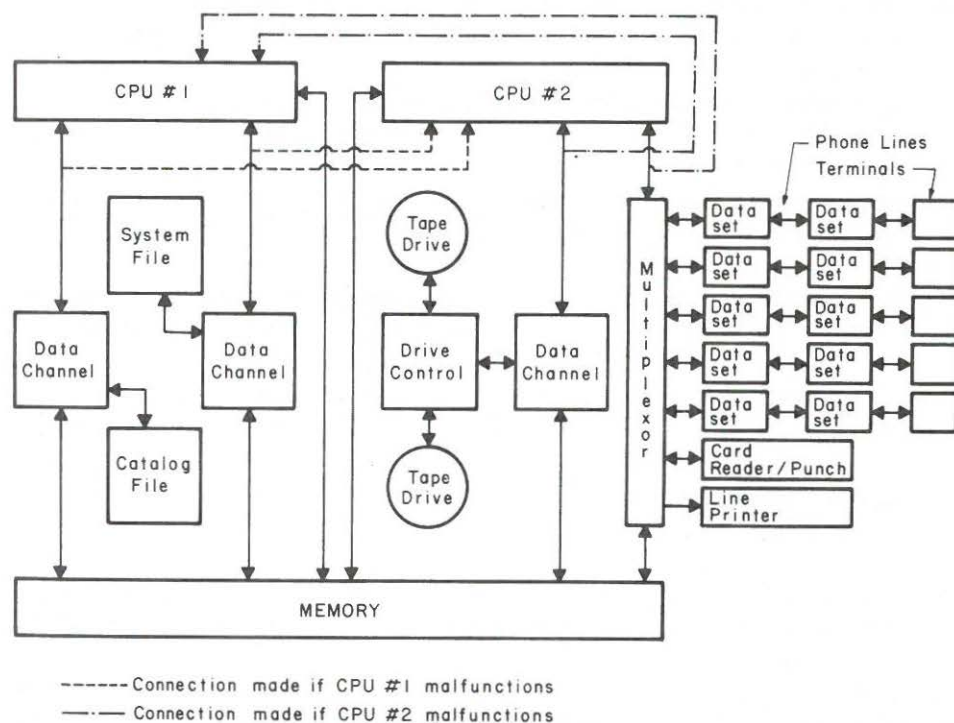 CPU #1
CPU #2
Phone Lines
Terminals
System
File
Tape
Drive
Multiplexor
Data
set
Data
set
Data
set
Data
set
Data
set
Data
set
Data
set
Data
set
Data
set
Data
set
Data
Channel
Data
Channel
Drive
Control
Data
Channel
Catalog
File
Tape
Drive
Card
Reader/Punch
Line
Printer
MEMORY
Connection made if CPU #1 malfunctions
Connection made if CPU #2 malfunctions